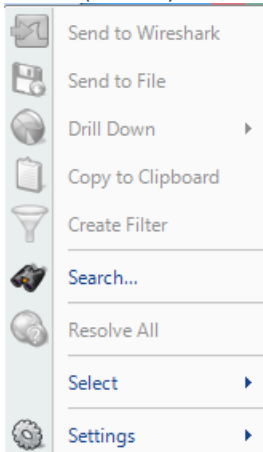 Send to Wireshark
Send to File
Drill Down
Copy to Clipboard
Create Filter
Search...
Resolve All
Select
Settings